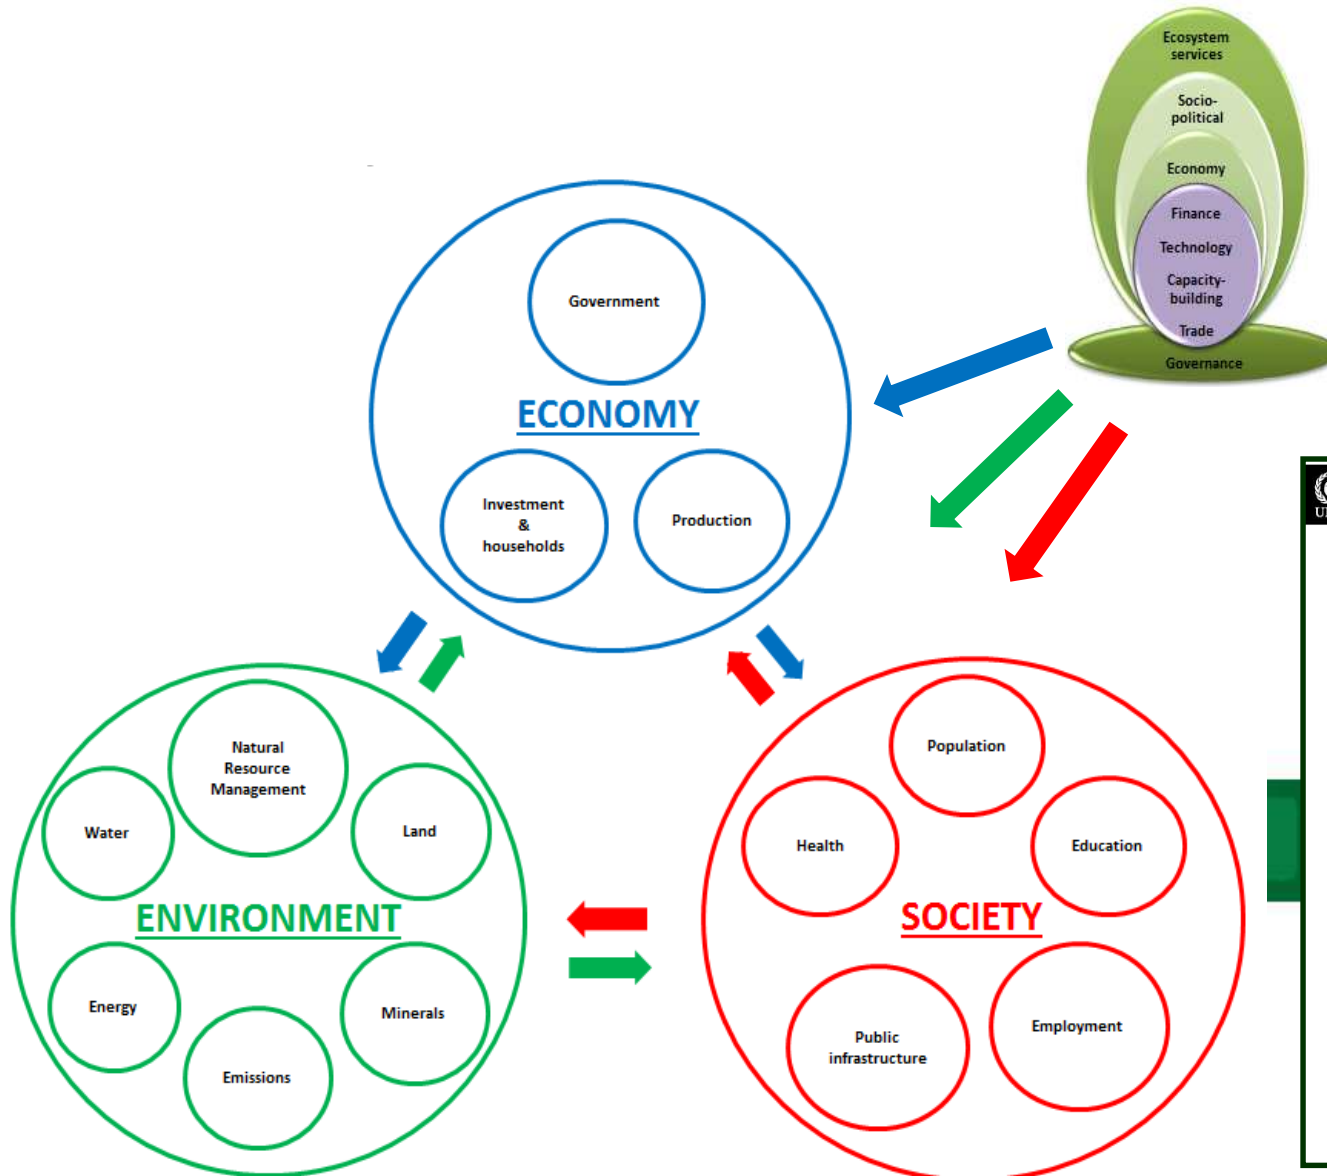 Ecosystem
services
Socio-
political
Economy
Finance
Technology
Capacity-
building
Trade
Governance
Government
ECONOMY
Investment
&
households
Production
Natural
Resource
Management
Water
Land
ENVIRONMENT
Energy
Minerals
Emissions
Population
Health
Education
SOCIETY
Public
infrastructure
Employment